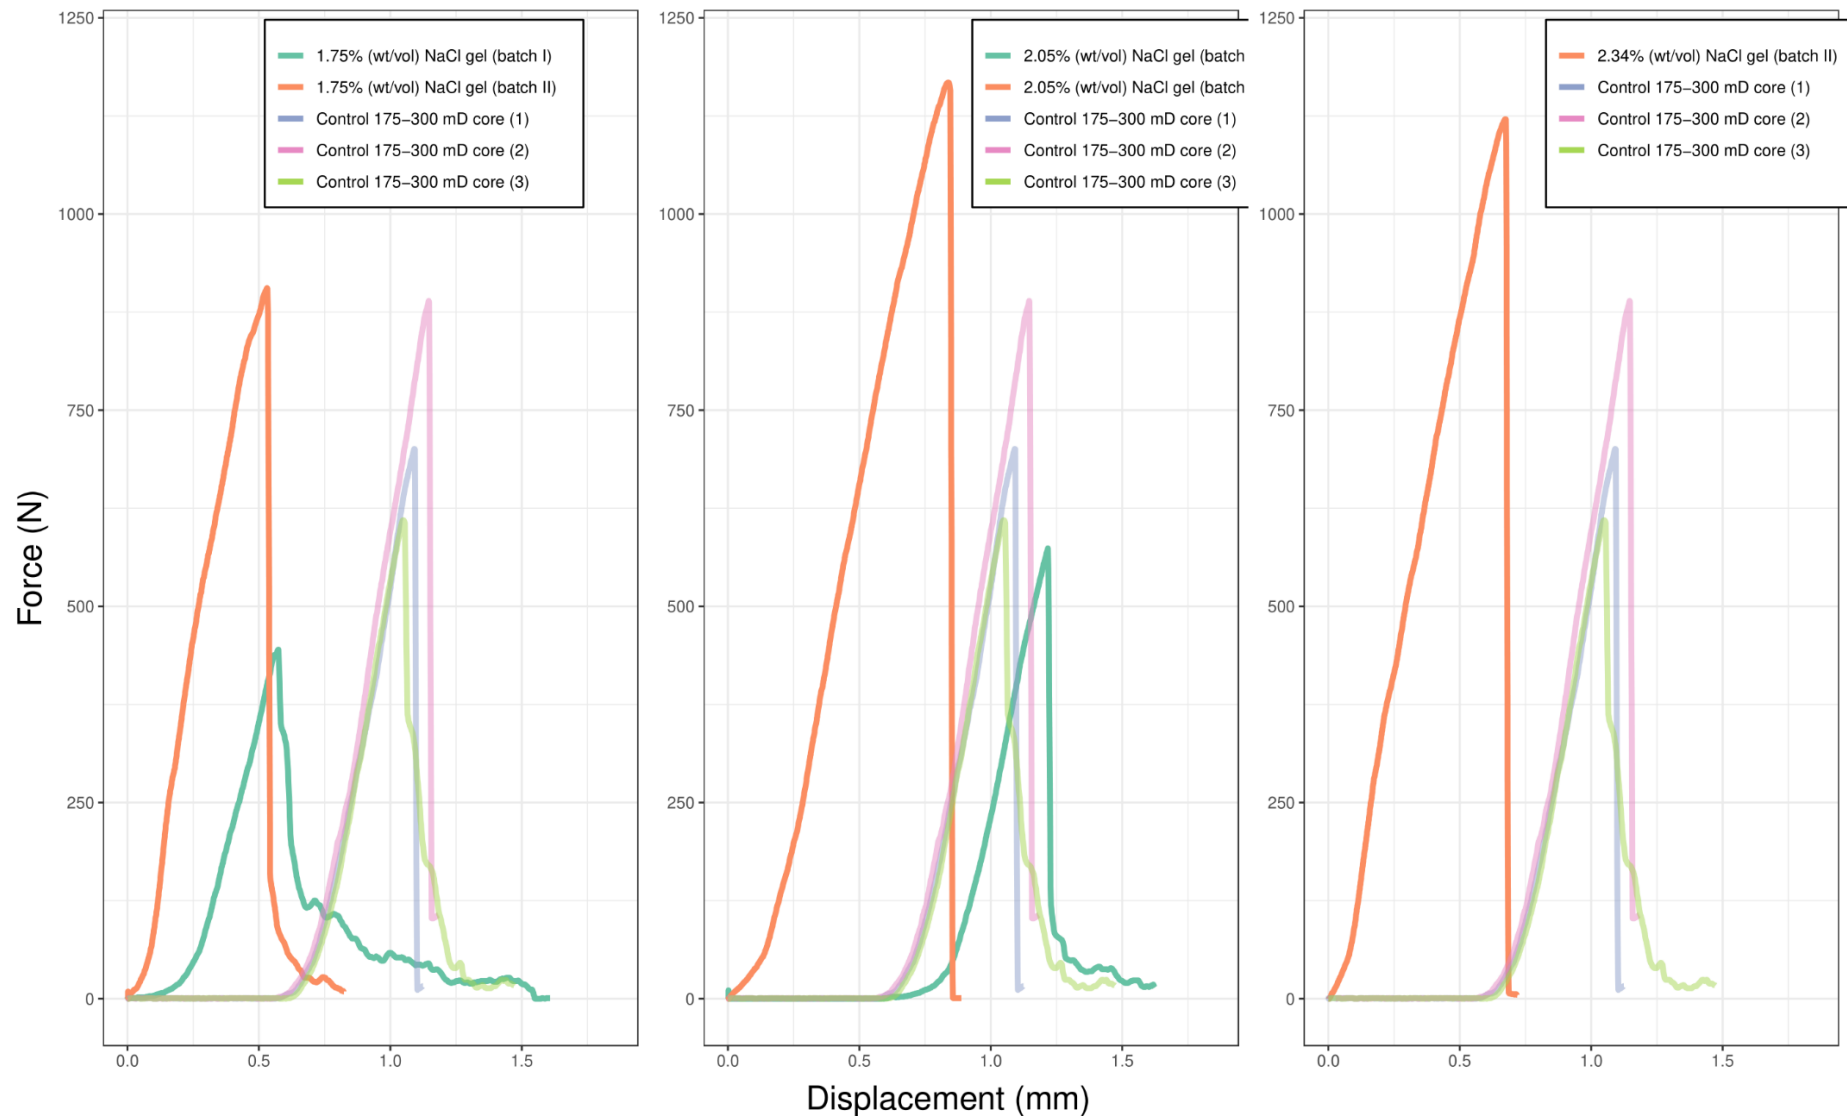 Force (N)
1250
1000
750
500
250
0
1.75% (wt/vol) NaCl gel (batch I)
1.75% (wt/vol) NaCl gel (batch II)
Control 175−300 mD core (1)
Control 175−300 mD core (2)
Control 175−300 mD core (3)
0.0
0.5
1.0
1.5
1250
1000
750
500
250
0
2.05% (wt/vol) NaCl gel (batch
2.05% (wt/vol) NaCl gel (batch
Control 175−300 mD core (1)
Control 175−300 mD core (2)
Control 175−300 mD core (3)
0.0
0.5
1.0
1.5
1250
1000
750
500
250
0
2.34% (wt/vol) NaCl gel (batch II)
Control 175−300 mD core (1)
Control 175−300 mD core (2)
Control 175−300 mD core (3)
0.0
0.5
1.0
1.5
Displacement (mm)